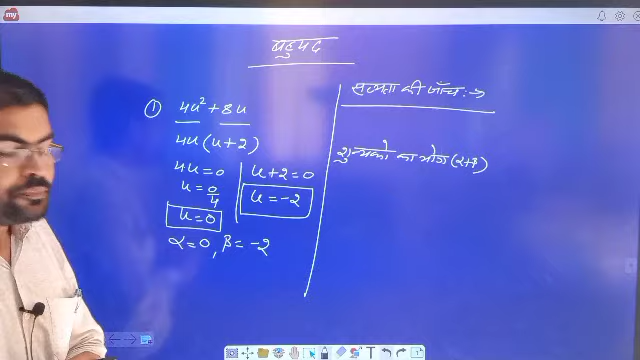 my
बहुपद
① 4u² + 8u
4u(u+2)
4u=0
u=0/4
u=0
u+2=0
u=-2
α=0, β=-2
सत्यता की जाँच :→
शून्यको का योग (α+β)